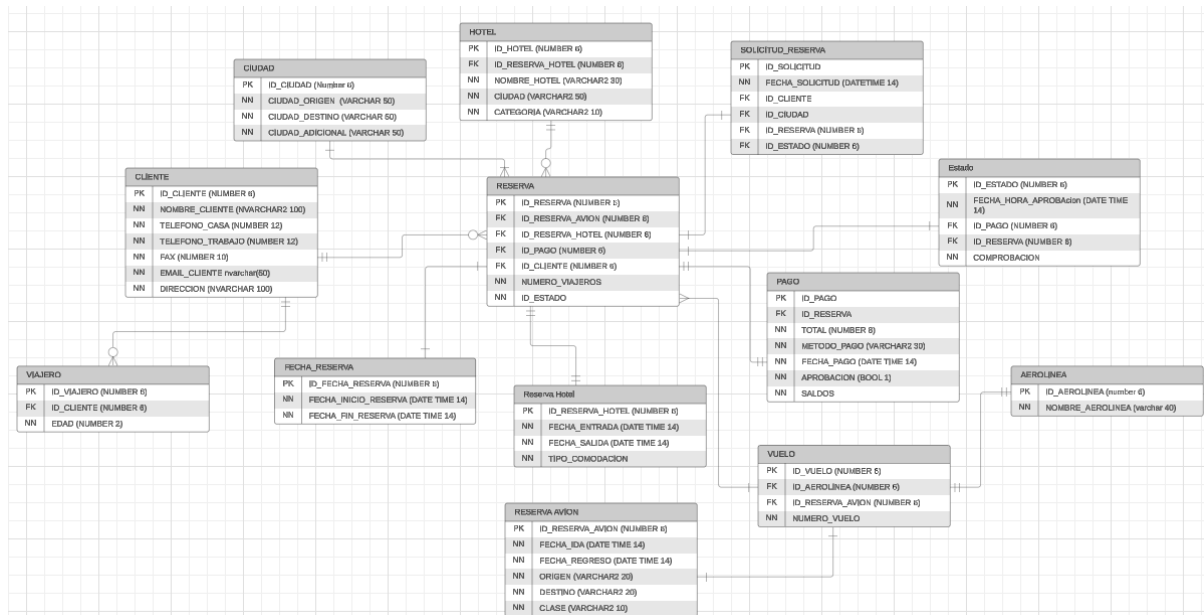 HOTEL
PK ID_HOTEL (NUMBER 6)
FK ID_RESERVA_HOTEL (NUMBER 6)
NN NOMBRE_HOTEL (VARCHAR2 30)
NN CIUDAD (VARCHAR2 50)
NN CATEGORIA (VARCHAR2 10)
SOLICITUD_RESERVA
PK ID_SOLICITUD
NN FECHA_SOLICITUD (DATETIME 14)
FK ID_CLIENTE
FK ID_CIUDAD
FK ID_RESERVA (NUMBER 6)
FK ID_ESTADO (NUMBER 6)
CIUDAD
PK ID_CIUDAD (Number 6)
NN CIUDAD_ORIGEN (VARCHAR 50)
NN CIUDAD_DESTINO (VARCHAR 50)
NN CIUDAD_ADICIONAL (VARCHAR 50)
Estado
PK ID_ESTADO (NUMBER 6)
NN FECHA_HORA_APROBAcion (DATE TIME
14)
FK ID_PAGO (NUMBER 6)
FK ID_RESERVA (NUMBER 6)
NN COMPROBACION
CLIENTE
PK ID_CLIENTE (NUMBER 6)
NN NOMBRE_CLIENTE (NVARCHAR2 100)
NN TELEFONO_CASA (NUMBER 12)
NN TELEFONO_TRABAJO (NUMBER 12)
NN FAX (NUMBER 10)
NN EMAIL_CLIENTE nvarchar(50)
NN DIRECCION (NVARCHAR 100)
RESERVA
PK ID_RESERVA (NUMBER 6)
FK ID_RESERVA_AVION (NUMBER 6)
FK ID_RESERVA_HOTEL (NUMBER 6)
FK ID_PAGO (NUMBER 6)
FK ID_CLIENTE (NUMBER 6)
NN NUMERO_VIAJEROS
NN ID_ESTADO
PAGO
PK ID_PAGO
FK ID_RESERVA
NN TOTAL (NUMBER 8)
NN METODO_PAGO (VARCHAR2 30)
NN FECHA_PAGO (DATE TIME 14)
NN APROBACION (BOOL 1)
NN SALDOS
VIAJERO
PK ID_VIAJERO (NUMBER 6)
FK ID_CLIENTE (NUMBER 6)
NN EDAD (NUMBER 2)
FECHA_RESERVA
PK ID_FECHA_RESERVA (NUMBER 6)
NN FECHA_INICIO_RESERVA (DATE TIME 14)
NN FECHA_FIN_RESERVA (DATE TIME 14)
Reserva Hotel
PK ID_RESERVA_HOTEL (NUMBER 6)
NN FECHA_ENTRADA (DATE TIME 14)
NN FECHA_SALIDA (DATE TIME 14)
NN TIPO_COMODACION
AEROLINEA
PK ID_AEROLINEA (number 6)
NN NOMBRE_AEROLINEA (varchar 40)
VUELO
PK ID_VUELO (NUMBER 6)
FK ID_AEROLINEA (NUMBER 6)
FK ID_RESERVA_AVION (NUMBER 6)
NN NUMERO_VUELO
RESERVA AVION
PK ID_RESERVA_AVION (NUMBER 6)
NN FECHA_IDA (DATE TIME 14)
NN FECHA_REGRESO (DATE TIME 14)
NN ORIGEN (VARCHAR2 20)
NN DESTINO (VARCHAR2 20)
NN CLASE (VARCHAR2 10)